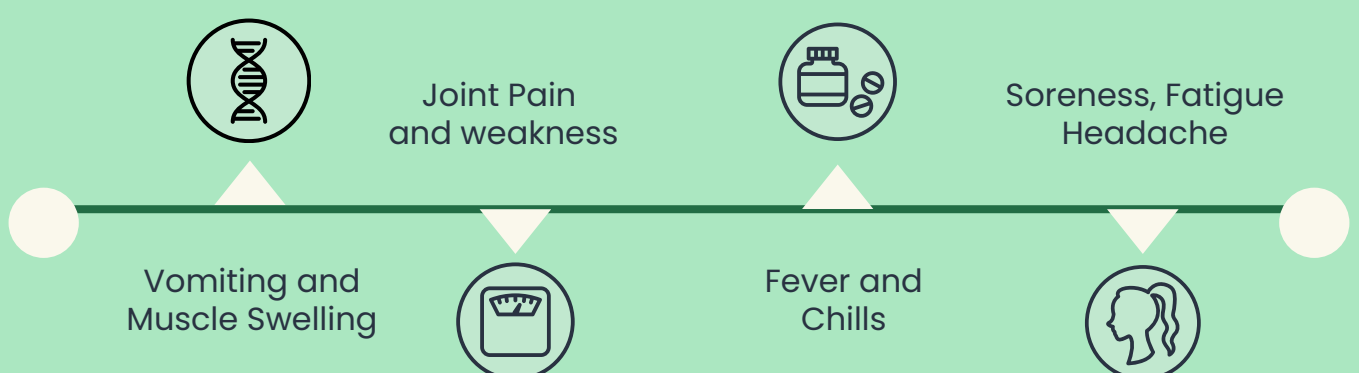 Joint Pain
and weakness
Soreness, Fatigue
Headache
Vomiting and
Muscle Swelling
Fever and
Chills